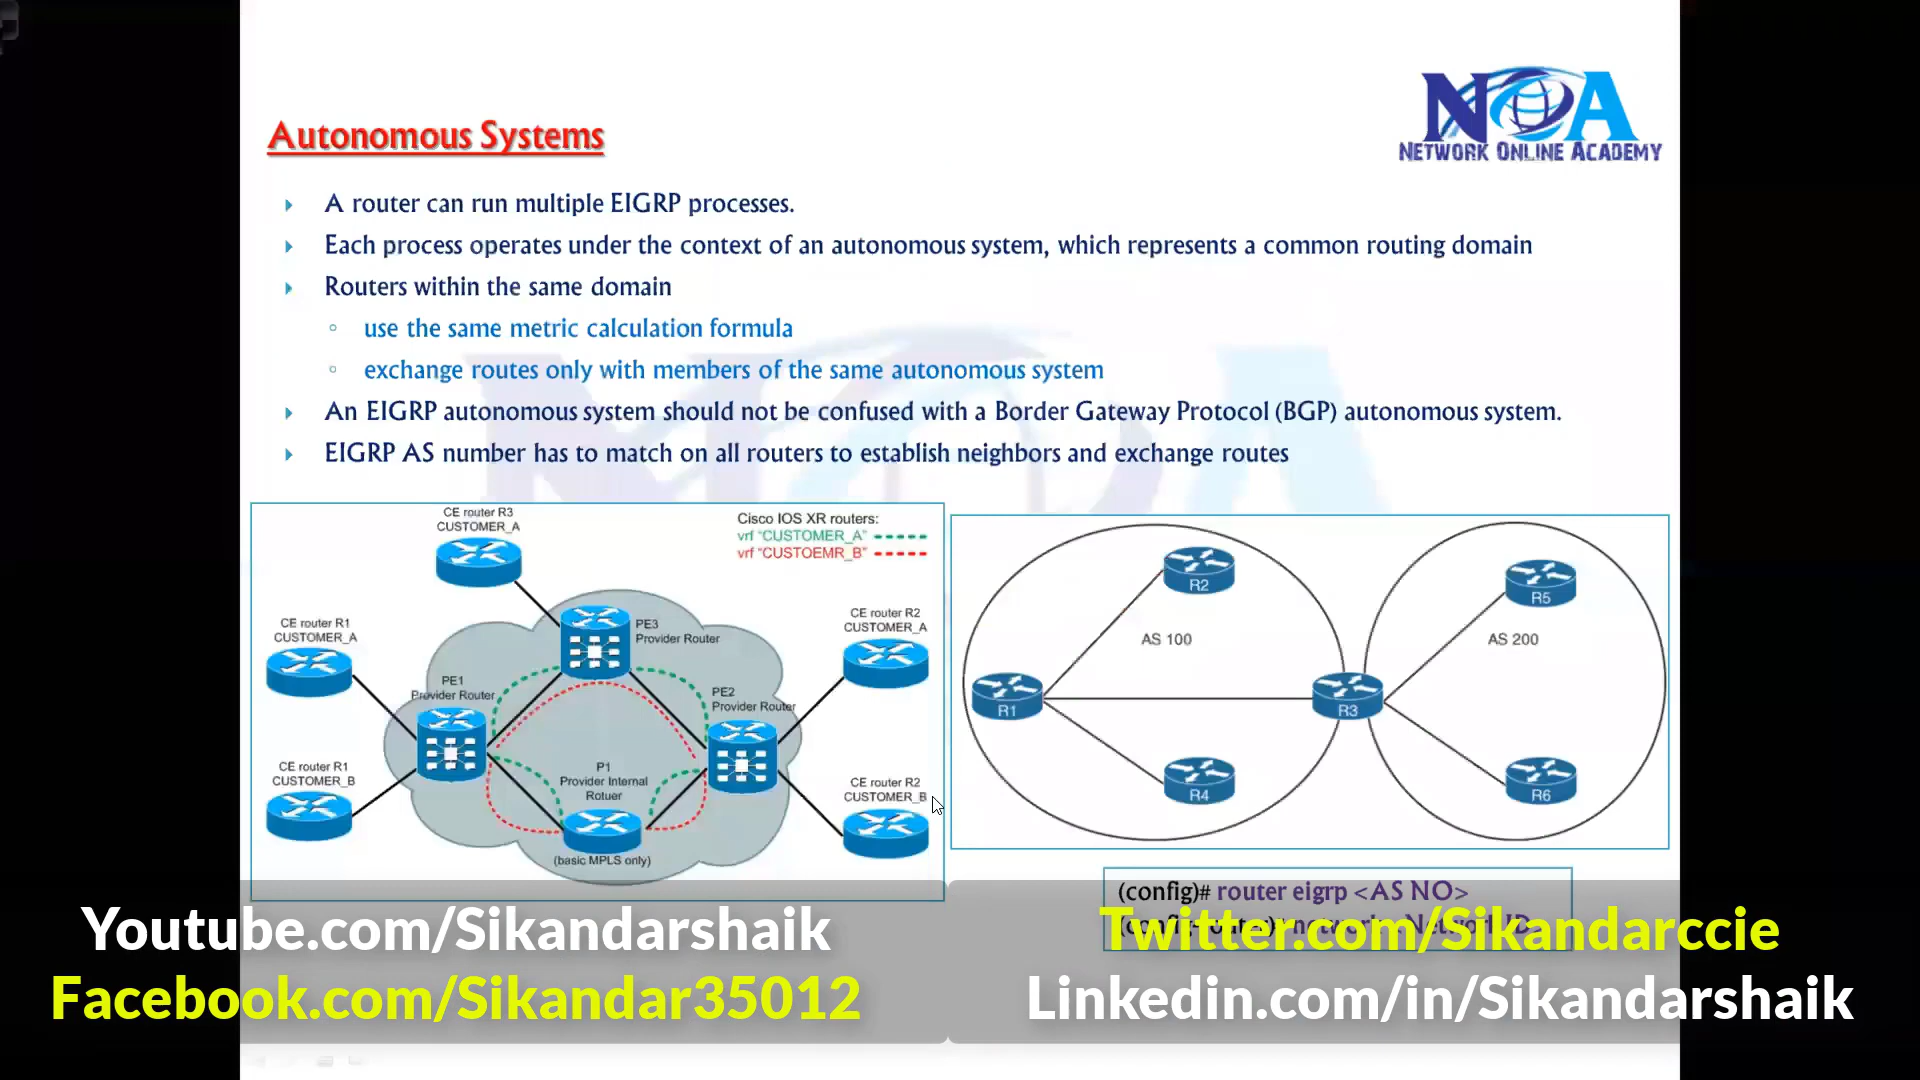 NOA
NETWORK ONLINE ACADEMY
Autonomous Systems
A router can run multiple EIGRP processes.
Each process operates under the context of an autonomous system, which represents a common routing domain
Routers within the same domain
use the same metric calculation formula
exchange routes only with members of the same autonomous system
An EIGRP autonomous system should not be confused with a Border Gateway Protocol (BGP) autonomous system.
EIGRP AS number has to match on all routers to establish neighbors and exchange routes
CE router R3
CUSTOMER_A
Cisco IOS XR routers:
vrf "CUSTOMER_A"
vrf "CUSTOEMR_B"
CE router R1
CUSTOMER_A
PE3
Provider Router
CE router R2
CUSTOMER_A
PE1
Provider Router
PE2
Provider Router
CE router R1
CUSTOMER_B
P1
Provider Internal
Rotuer
(basic MPLS only)
CE router R2
CUSTOMER_B
R2
R5
AS 100
AS 200
R1
R3
R4
R6
(config)# router eigrp <AS NO>
Youtube.com/Sikandarshaik
Facebook.com/Sikandar35012
Twitter.com/Sikandarccie
Linkedin.com/in/Sikandarshaik